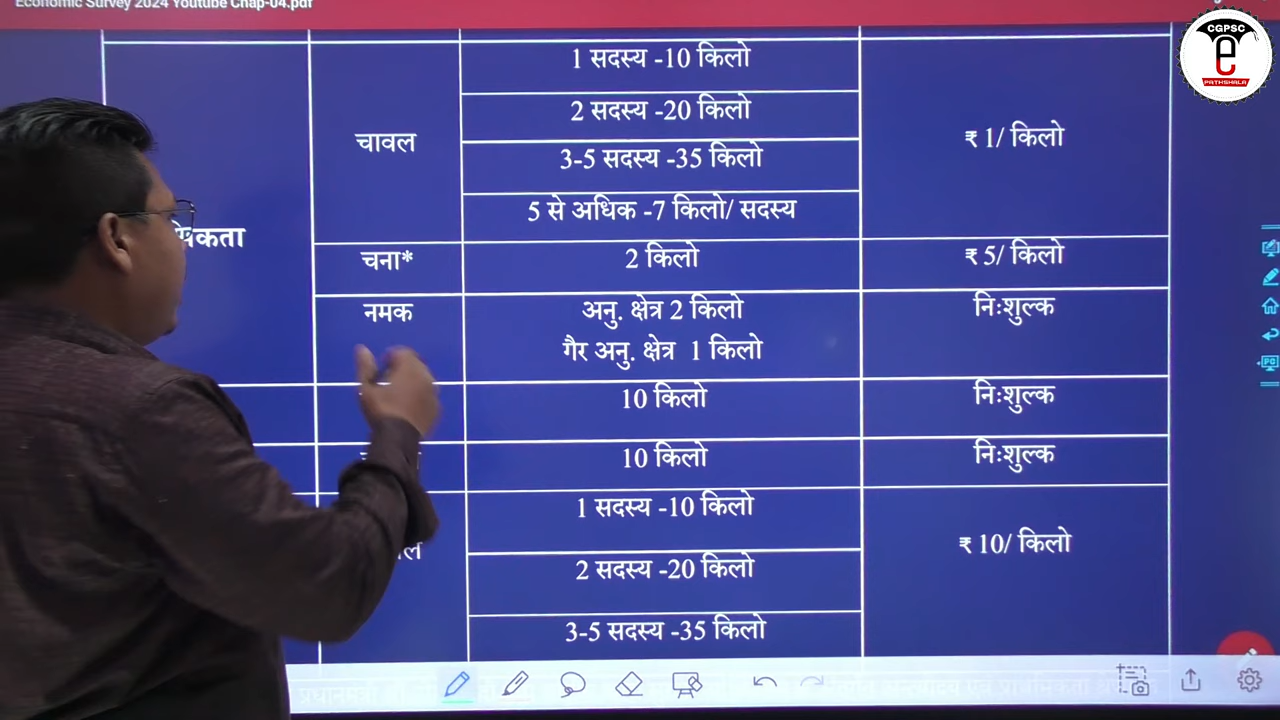 Economic Survey 2024 Youtube Chap-04.pdf
CGPSC
e
PATHSHALA
1 सदस्य -10 किलो
2 सदस्य -20 किलो
चावल
3-5 सदस्य -35 किलो
₹ 1/ किलो
5 से अधिक -7 किलो/ सदस्य
चना*
2 किलो
₹ 5/ किलो
नमक
अनु. क्षेत्र 2 किलो
निःशुल्क
गैर अनु. क्षेत्र 1 किलो
10 किलो
निःशुल्क
10 किलो
निःशुल्क
1 सदस्य -10 किलो
₹ 10/ किलो
2 सदस्य -20 किलो
3-5 सदस्य -35 किलो